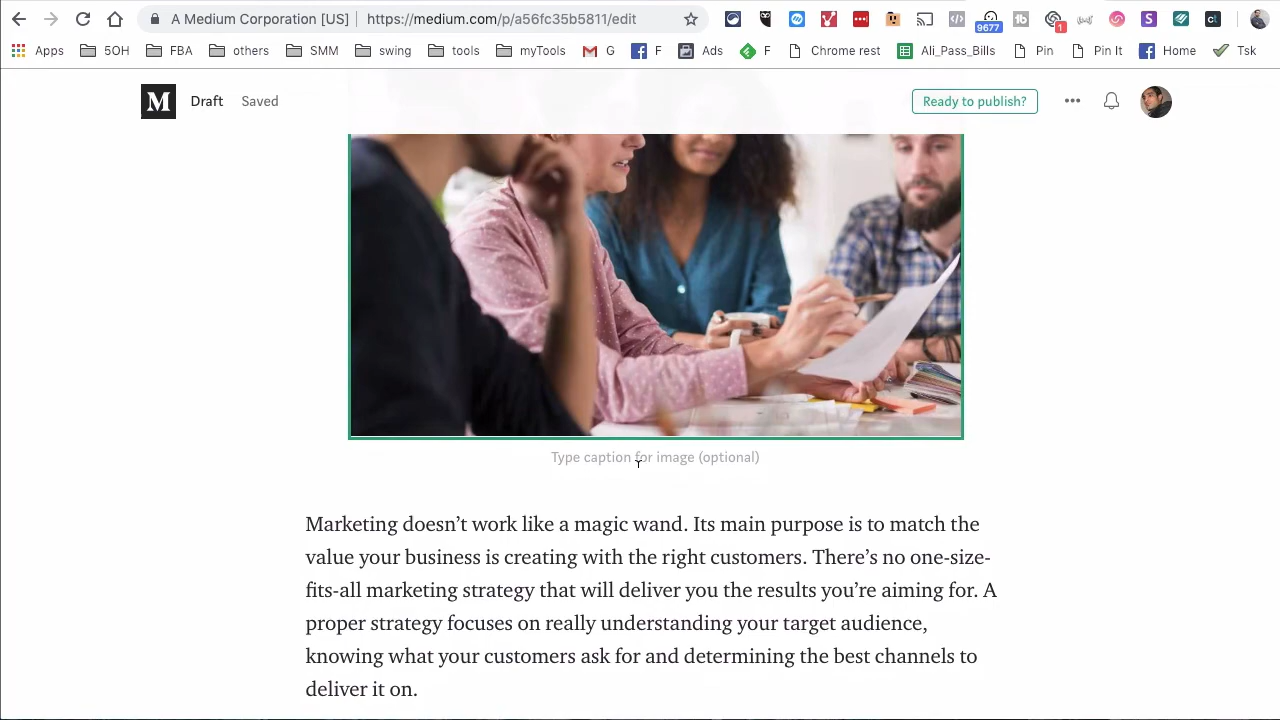 A Medium Corporation [US] | https://medium.com/p/a56fc35b5811/edit
9677
1
Apps 5OH FBA others SMM swing tools myTools G F Ads F Chrome rest Ali_Pass_Bills Pin Pin It Home Tsk
M Draft Saved Ready to publish?
Type caption for image (optional)
Marketing doesn’t work like a magic wand. Its main purpose is to match the
value your business is creating with the right customers. There’s no one-size-
fits-all marketing strategy that will deliver you the results you’re aiming for. A
proper strategy focuses on really understanding your target audience,
knowing what your customers ask for and determining the best channels to
deliver it on.